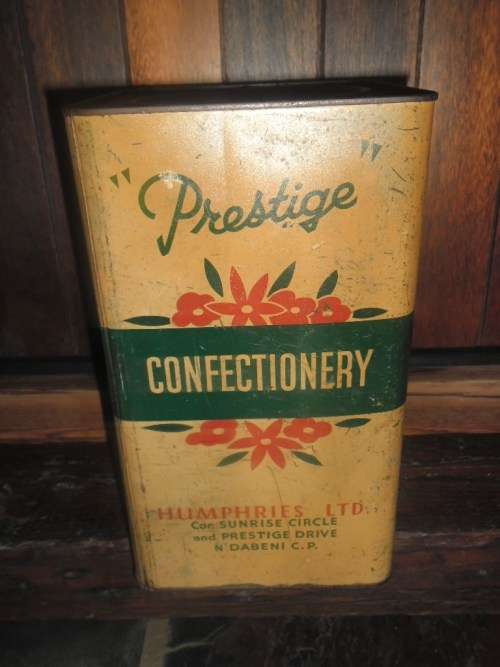 "Prestige"
CONFECTIONERY
HUMPHRIES LTD.
Cor. SUNRISE CIRCLE
and PRESTIGE DRIVE
N'DABENI C.P.